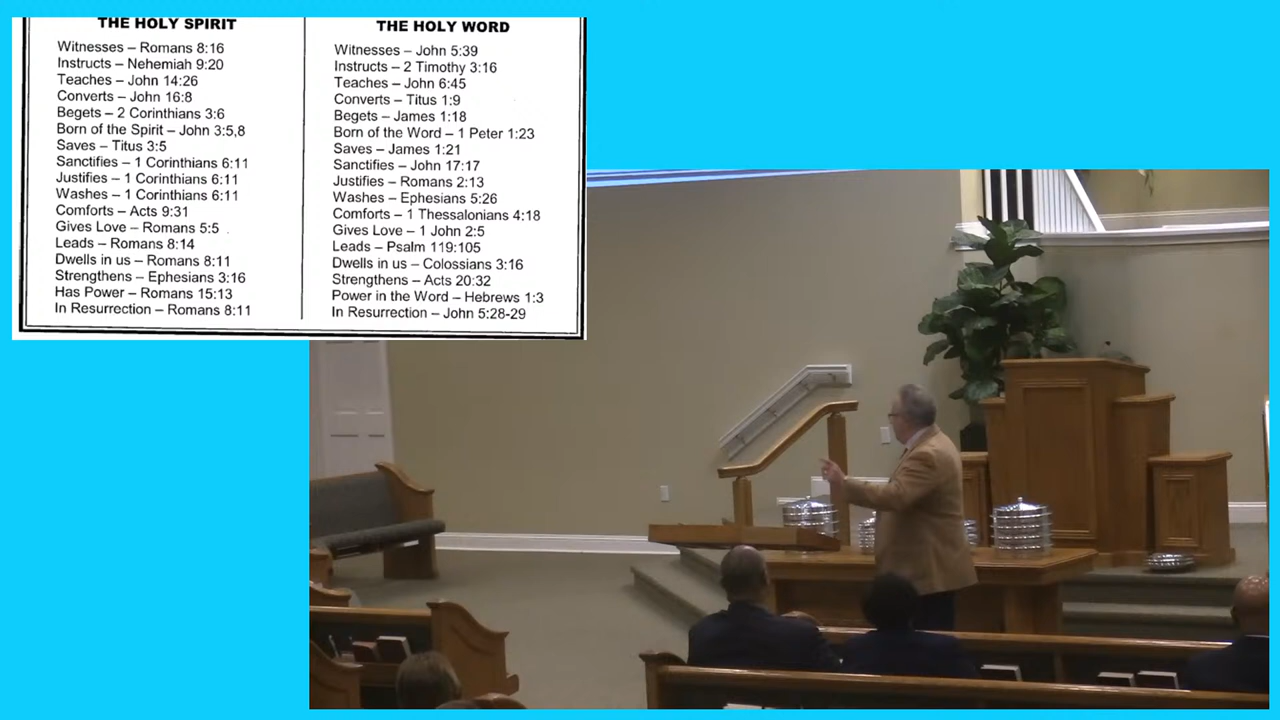 THE HOLY SPIRIT
Witnesses – Romans 8:16
Instructs – Nehemiah 9:20
Teaches – John 14:26
Converts – John 16:8
Begets – 2 Corinthians 3:6
Born of the Spirit – John 3:5,8
Saves – Titus 3:5
Sanctifies – 1 Corinthians 6:11
Justifies – 1 Corinthians 6:11
Washes – 1 Corinthians 6:11
Comforts – Acts 9:31
Gives Love – Romans 5:5
Leads – Romans 8:14
Dwells in us – Romans 8:11
Strengthens – Ephesians 3:16
Has Power – Romans 15:13
In Resurrection – Romans 8:11
THE HOLY WORD
Witnesses – John 5:39
Instructs – 2 Timothy 3:16
Teaches – John 6:45
Converts – Titus 1:9
Begets – James 1:18
Born of the Word – 1 Peter 1:23
Saves – James 1:21
Sanctifies – John 17:17
Justifies – Romans 2:13
Washes – Ephesians 5:26
Comforts – 1 Thessalonians 4:18
Gives Love – 1 John 2:5
Leads – Psalm 119:105
Dwells in us – Colossians 3:16
Strengthens – Acts 20:32
Power in the Word – Hebrews 1:3
In Resurrection – John 5:28-29